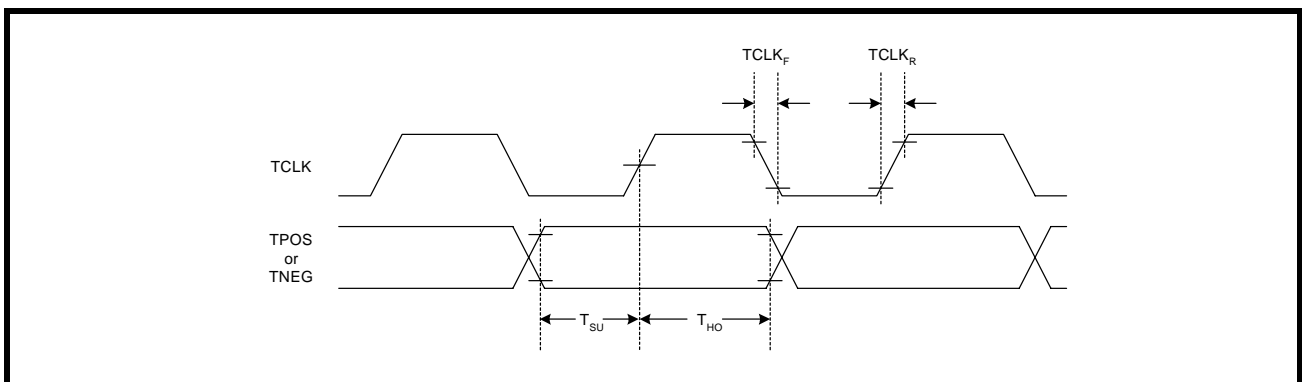 TCLK_F TCLK_R
TCLK
TPOS
or
TNEG
T_SU T_HO